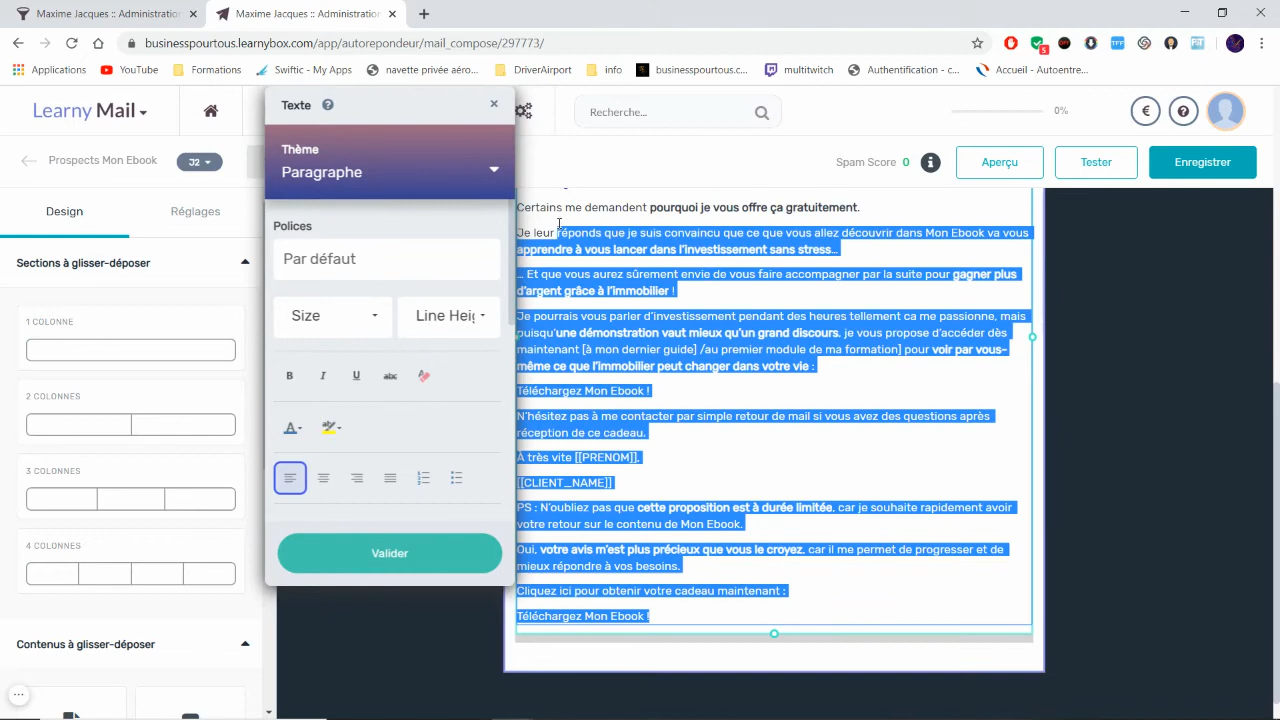 Maxime Jacques :: Administration
Maxime Jacques :: Administration
businesspourtous.learnybox.com/app/autorepondeur/mail_compose/297773/
Applications
YouTube
Formations
Swiftic - My Apps
navette privée aéro...
DriverAirport
info
businesspourtous.c...
multitwitch
Authentification - c...
Accueil - Autoentre...
Learny Mail
Recherche...
0%
€
Prospects Mon Ebook
J2
Spam Score 0
Aperçu
Tester
Enregistrer
Design
Réglages
Sections à glisser-déposer
1 COLONNE
2 COLONNES
3 COLONNES
4 COLONNES
Contenus à glisser-déposer
Texte
Thème
Paragraphe
Polices
Par défaut
Size
Line Heig
B
I
U
abc
Valider
Certains me demandent pourquoi je vous offre ça gratuitement.
Je leur réponds que je suis convaincu que ce que vous allez découvrir dans Mon Ebook va vous
apprendre à vous lancer dans l’investissement sans stress…
… Et que vous aurez sûrement envie de vous faire accompagner par la suite pour gagner plus
d’argent grâce à l’immobilier !
Je pourrais vous parler d’investissement pendant des heures tellement ca me passionne, mais
puisqu’une démonstration vaut mieux qu’un grand discours, je vous propose d’accéder dès
maintenant [à mon dernier guide] /au premier module de ma formation] pour voir par vous-
même ce que l’immobilier peut changer dans votre vie :
Téléchargez Mon Ebook !
N’hésitez pas à me contacter par simple retour de mail si vous avez des questions après
réception de ce cadeau.
À très vite [[PRENOM]],
[[CLIENT_NAME]]
PS : N’oubliez pas que cette proposition est à durée limitée, car je souhaite rapidement avoir
votre retour sur le contenu de Mon Ebook.
Oui, votre avis m’est plus précieux que vous le croyez, car il me permet de progresser et de
mieux répondre à vos besoins.
Cliquez ici pour obtenir votre cadeau maintenant :
Téléchargez Mon Ebook !